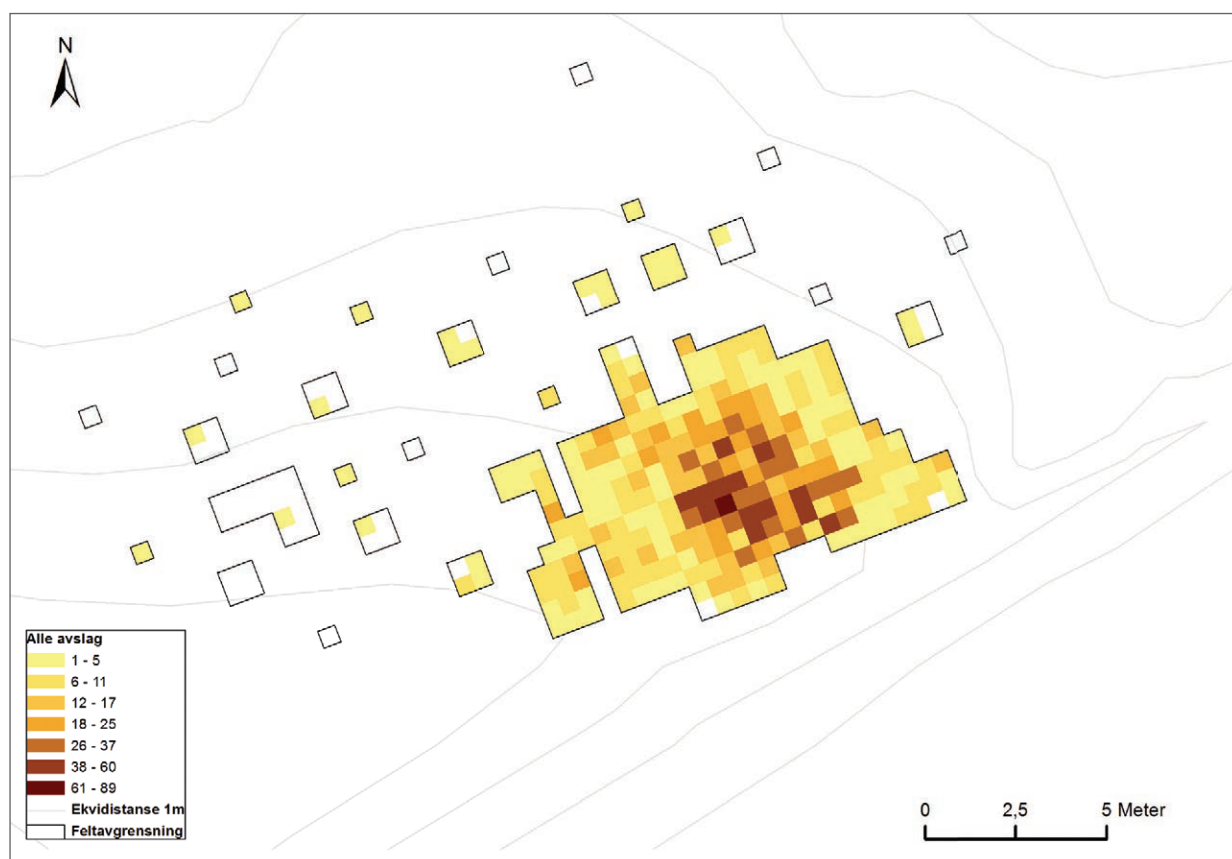 N
Alle avslag
1 - 5
6 - 11
12 - 17
18 - 25
26 - 37
38 - 60
61 - 89
Ekvidistanse 1m
Feltavgrensning
0 2,5 5 Meter